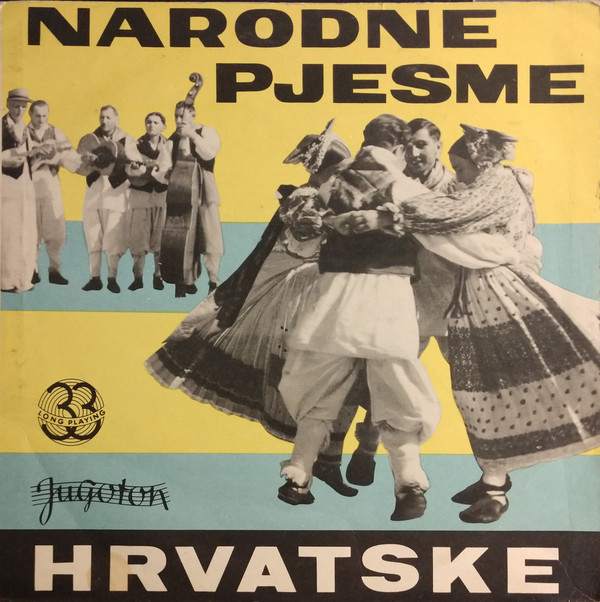 NARODNE
PJESME
33
LONG PLAYING
Jugoton
HRVATSKE